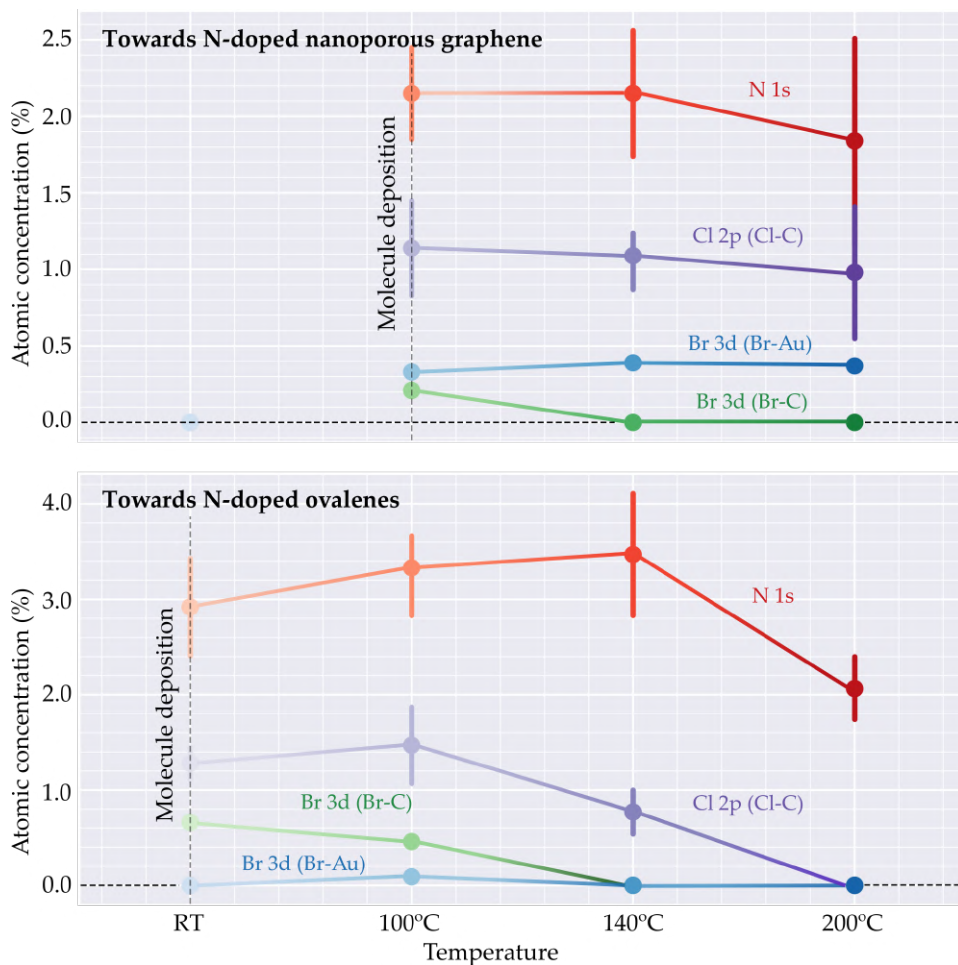 Towards N-doped nanoporous graphene
2.5
2.0
1.5
1.0
0.5
0.0
Atomic concentration (%)
Molecule deposition
N 1s
Cl 2p (Cl-C)
Br 3d (Br-Au)
Br 3d (Br-C)
Towards N-doped ovalenes
4.0
3.0
2.0
1.0
0.0
Atomic concentration (%)
Molecule deposition
N 1s
Br 3d (Br-C)
Cl 2p (Cl-C)
Br 3d (Br-Au)
RT
100ºC
140ºC
200ºC
Temperature